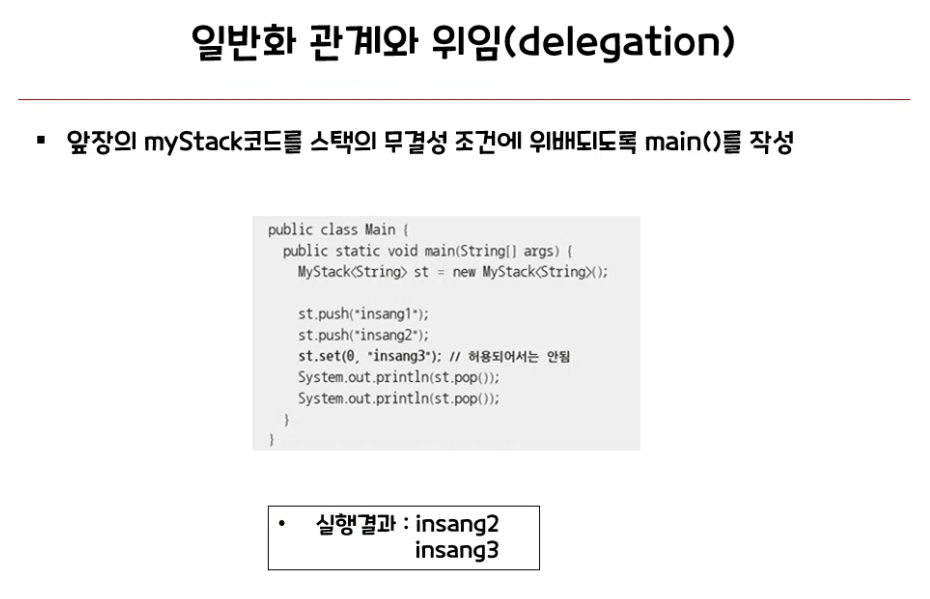 일반화 관계와 위임(delegation)
▪ 앞장의 myStack코드를 스택의 무결성 조건에 위배되도록 main()를 작성
public class Main {
public static void main(String[] args) {
MyStack<String> st = new MyStack<String>();
st.push("insang1");
st.push("insang2");
st.set(0, "insang3"); // 허용되어서는 안됨
System.out.println(st.pop());
System.out.println(st.pop());
}
}
• 실행결과 : insang2
insang3